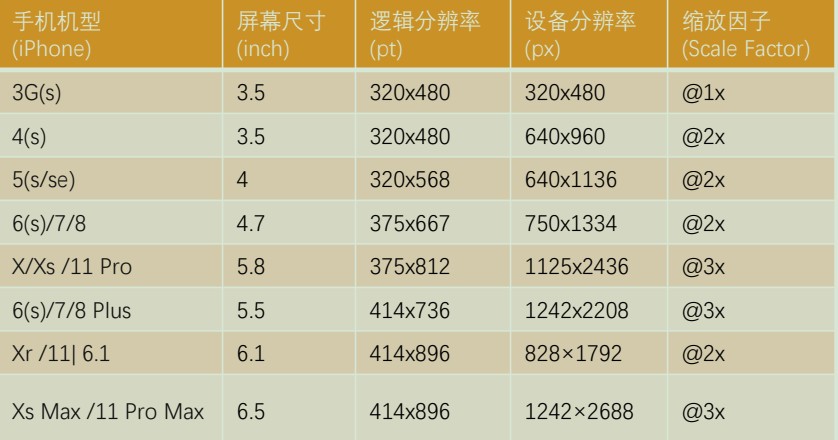 手机机型 屏幕尺寸 逻辑分辨率 设备分辨率 缩放因子
(iPhone) (inch) (pt) (px) (Scale Factor)
3G(s) 3.5 320x480 320x480 @1x
4(s) 3.5 320x480 640x960 @2x
5(s/se) 4 320x568 640x1136 @2x
6(s)/7/8 4.7 375x667 750x1334 @2x
X/Xs /11 Pro 5.8 375x812 1125x2436 @3x
6(s)/7/8 Plus 5.5 414x736 1242x2208 @3x
Xr /11| 6.1 6.1 414x896 828×1792 @2x
Xs Max /11 Pro Max 6.5 414x896 1242×2688 @3x